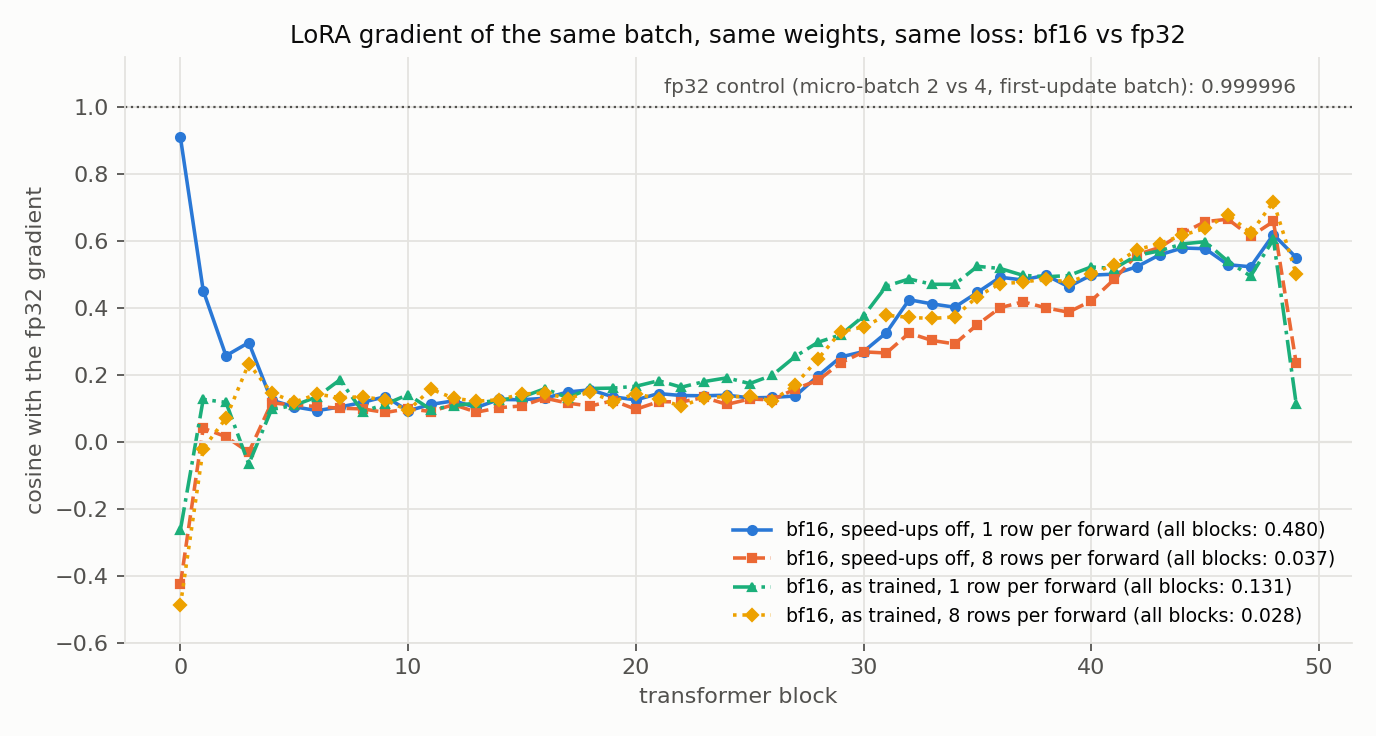 LoRA gradient of the same batch, same weights, same loss: bf16 vs fp32
fp32 control (micro-batch 2 vs 4, first-update batch): 0.999996
cosine with the fp32 gradient
1.0
0.8
0.6
0.4
0.2
0.0
−0.2
−0.4
−0.6
bf16, speed-ups off, 1 row per forward (all blocks: 0.480)
bf16, speed-ups off, 8 rows per forward (all blocks: 0.037)
bf16, as trained, 1 row per forward (all blocks: 0.131)
bf16, as trained, 8 rows per forward (all blocks: 0.028)
0 10 20 30 40 50
transformer block